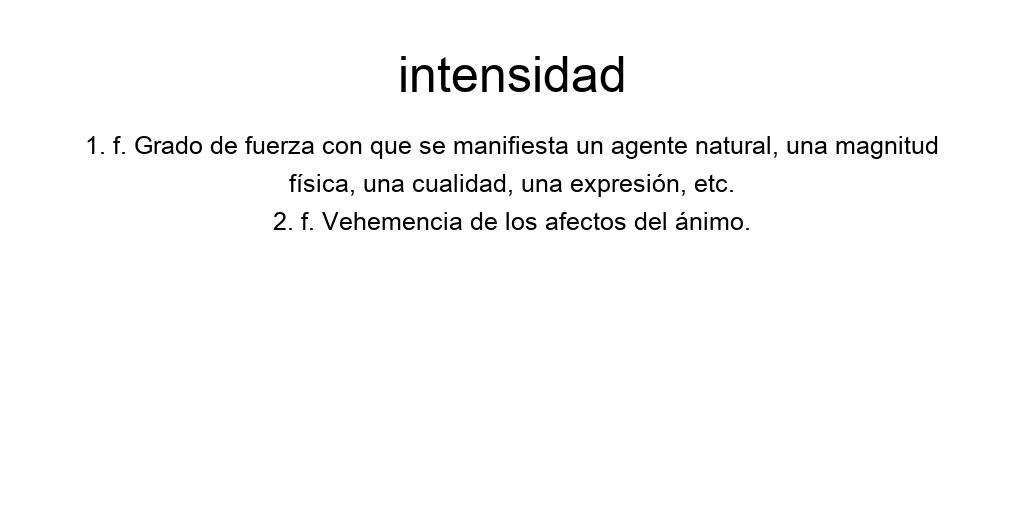 intensidad
1. f. Grado de fuerza con que se manifiesta un agente natural, una magnitud
física, una cualidad, una expresión, etc.
2. f. Vehemencia de los afectos del ánimo.